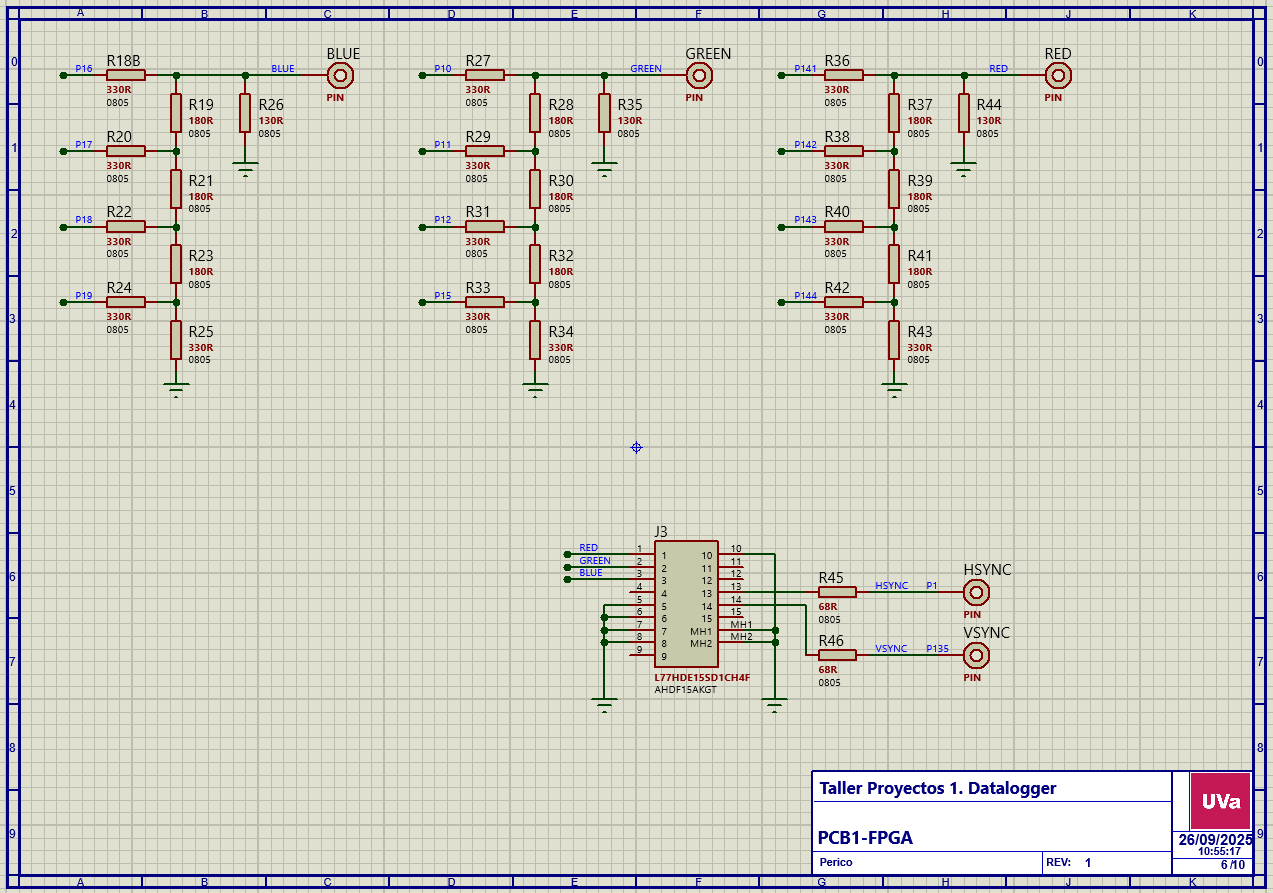 A B C D E F G H J K
0 0
1 1
2 2
3 3
4 4
5 5
6 6
7 7
8 8
9 9
P16 R18B 330R 0805 BLUE BLUE PIN
R19 180R 0805
R26 130R 0805
P17 R20 330R 0805
R21 180R 0805
P18 R22 330R 0805
R23 180R 0805
P19 R24 330R 0805
R25 330R 0805
P10 R27 330R 0805 GREEN GREEN PIN
R28 180R 0805
R35 130R 0805
P11 R29 330R 0805
R30 180R 0805
P12 R31 330R 0805
R32 180R 0805
P15 R33 330R 0805
R34 330R 0805
P141 R36 330R 0805 RED RED PIN
R37 180R 0805
R44 130R 0805
P142 R38 330R 0805
R39 180R 0805
P143 R40 330R 0805
R41 180R 0805
P144 R42 330R 0805
R43 330R 0805
J3
RED 1 1 10 10
GREEN 2 2 11 11
BLUE 3 3 12 12
4 4 13 13
5 5 14 14
6 6 15 15
7 7 MH1 MH1
8 8 MH2 MH2
9 9
L77HDE15SD1CH4F
AHDF15AKGT
R45 68R 0805 HSYNC P1 HSYNC PIN
R46 68R 0805 VSYNC P135 VSYNC PIN
Taller Proyectos 1. Datalogger
UVa
PCB1-FPGA
26/09/2025
10:55:17
Perico
REV: 1
6 /10
A B C D E F G H J K